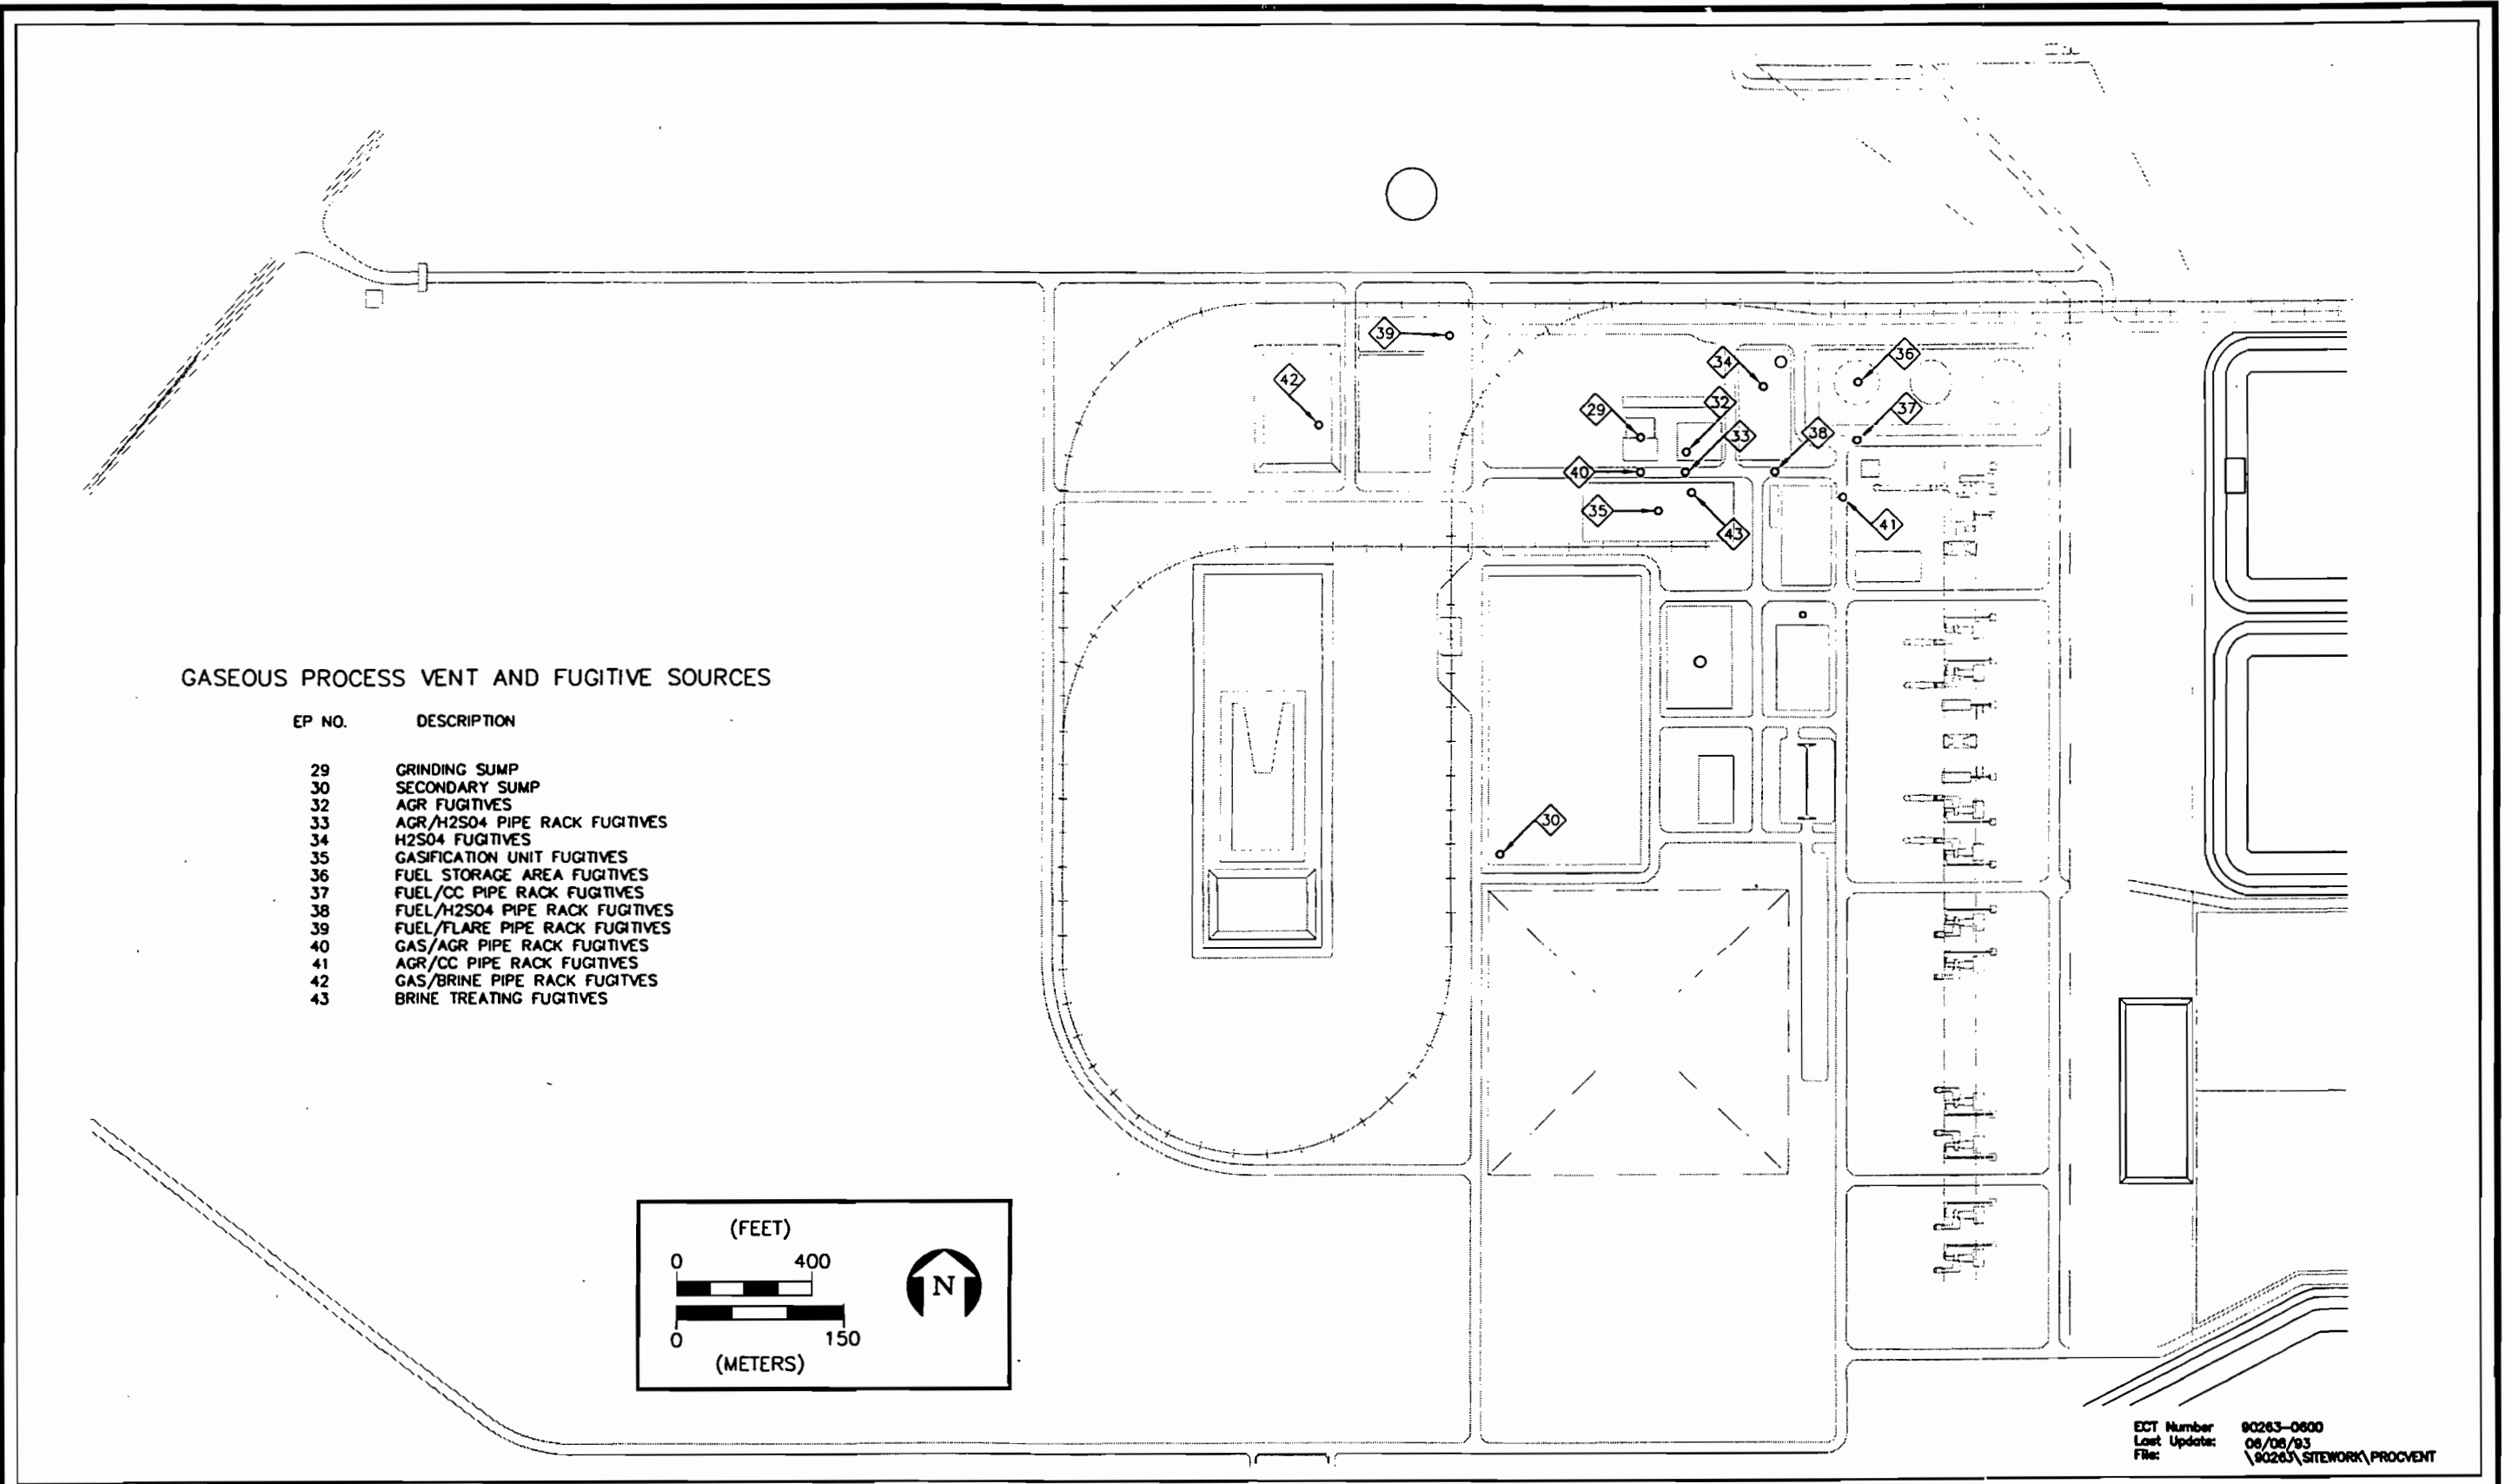 39
36
34
42
32
37
29
33
38
40
35
43
41
GASEOUS PROCESS VENT AND FUGITIVE SOURCES
EP NO. DESCRIPTION
29 GRINDING SUMP
30 SECONDARY SUMP
32 AGR FUGITIVES
33 AGR/H2SO4 PIPE RACK FUGITIVES
34 H2SO4 FUGITIVES
35 GASIFICATION UNIT FUGITIVES
36 FUEL STORAGE AREA FUGITIVES
37 FUEL/CC PIPE RACK FUGITIVES
38 FUEL/H2SO4 PIPE RACK FUGITIVES
39 FUEL/FLARE PIPE RACK FUGITIVES
40 GAS/AGR PIPE RACK FUGITIVES
41 AGR/CC PIPE RACK FUGITIVES
42 GAS/BRINE PIPE RACK FUGITVES
43 BRINE TREATING FUGITIVES
30
(FEET)
0 400
N
0 150
(METERS)
ECT Number 90263-0600
Last Update: 06/08/93
File: \90263\SITEWORK\PROCVENT